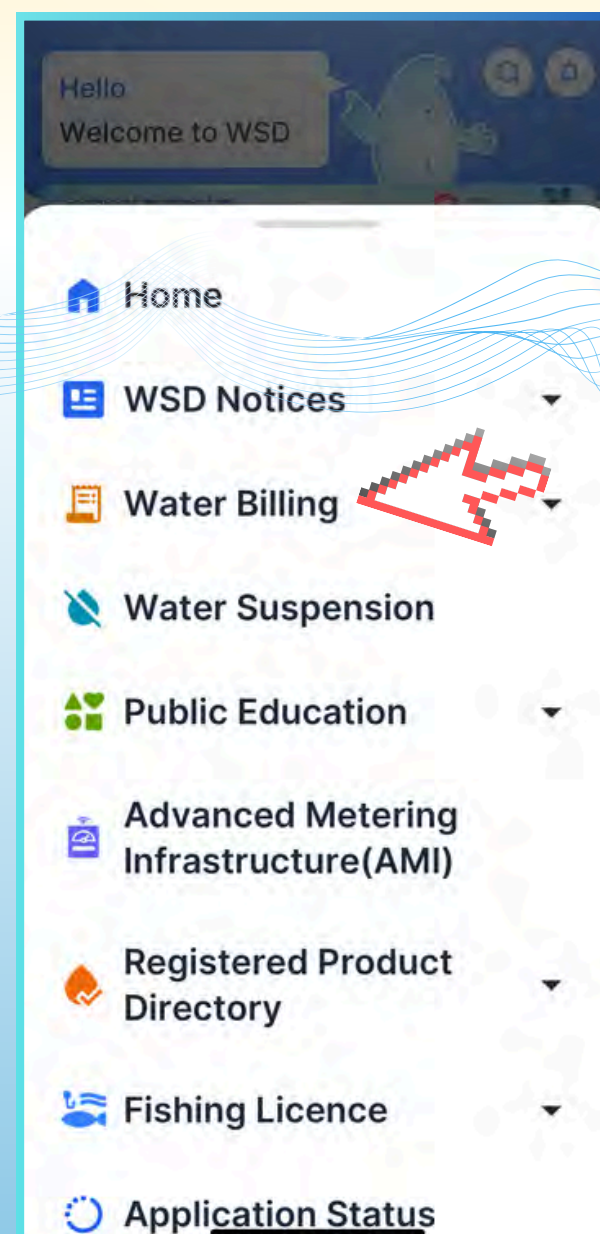 Hello
Welcome to WSD
Home
WSD Notices
Water Billing
Water Suspension
Public Education
Advanced Metering
Infrastructure(AMI)
Registered Product
Directory
Fishing Licence
Application Status